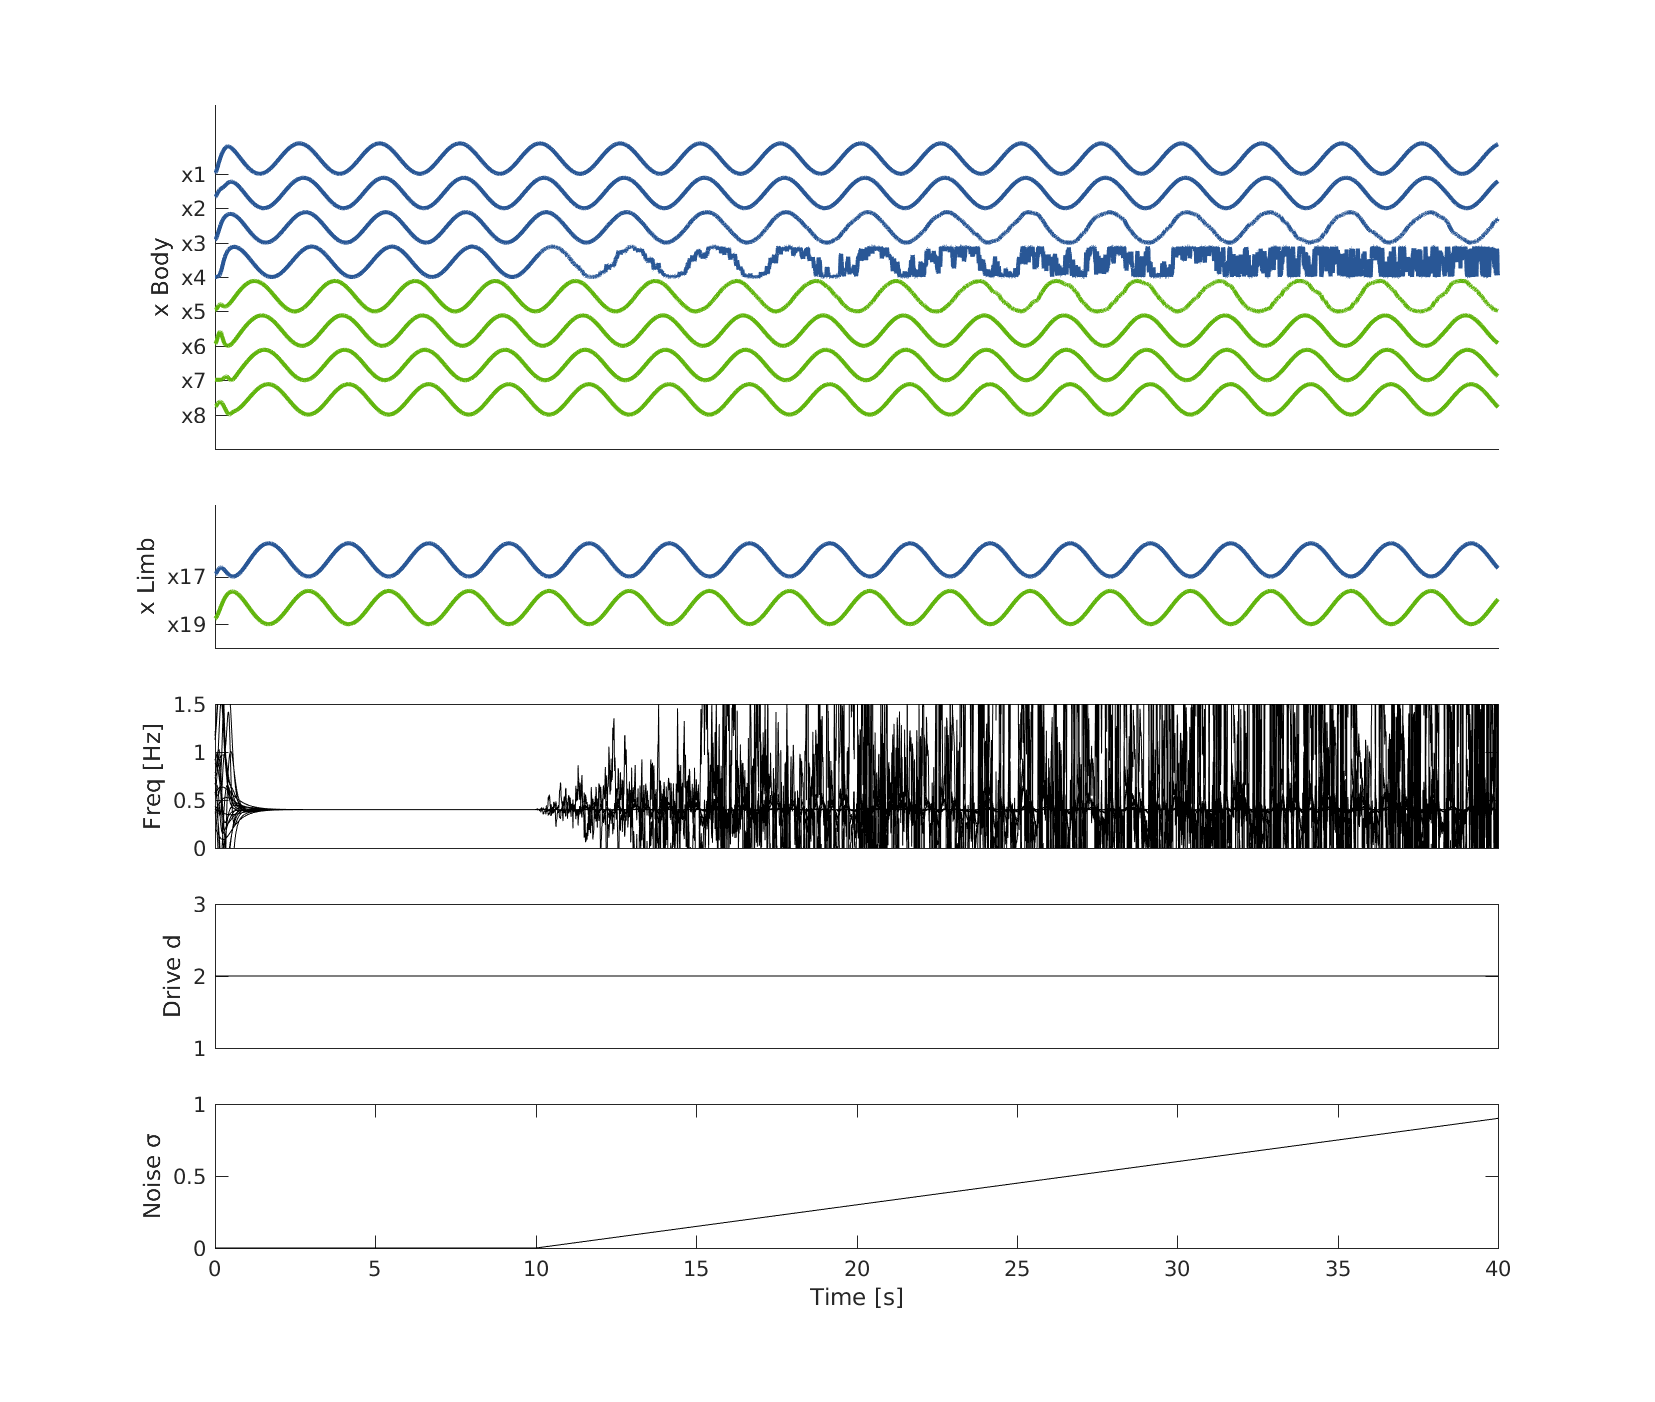 x Body
x1
x2
x3
x4
x5
x6
x7
x8
x Limb
x17
x19
Freq [Hz]
1.5
1
0.5
0
Drive d
3
2
1
Noise σ
1
0.5
0
0 5 10 15 20 25 30 35 40
Time [s]